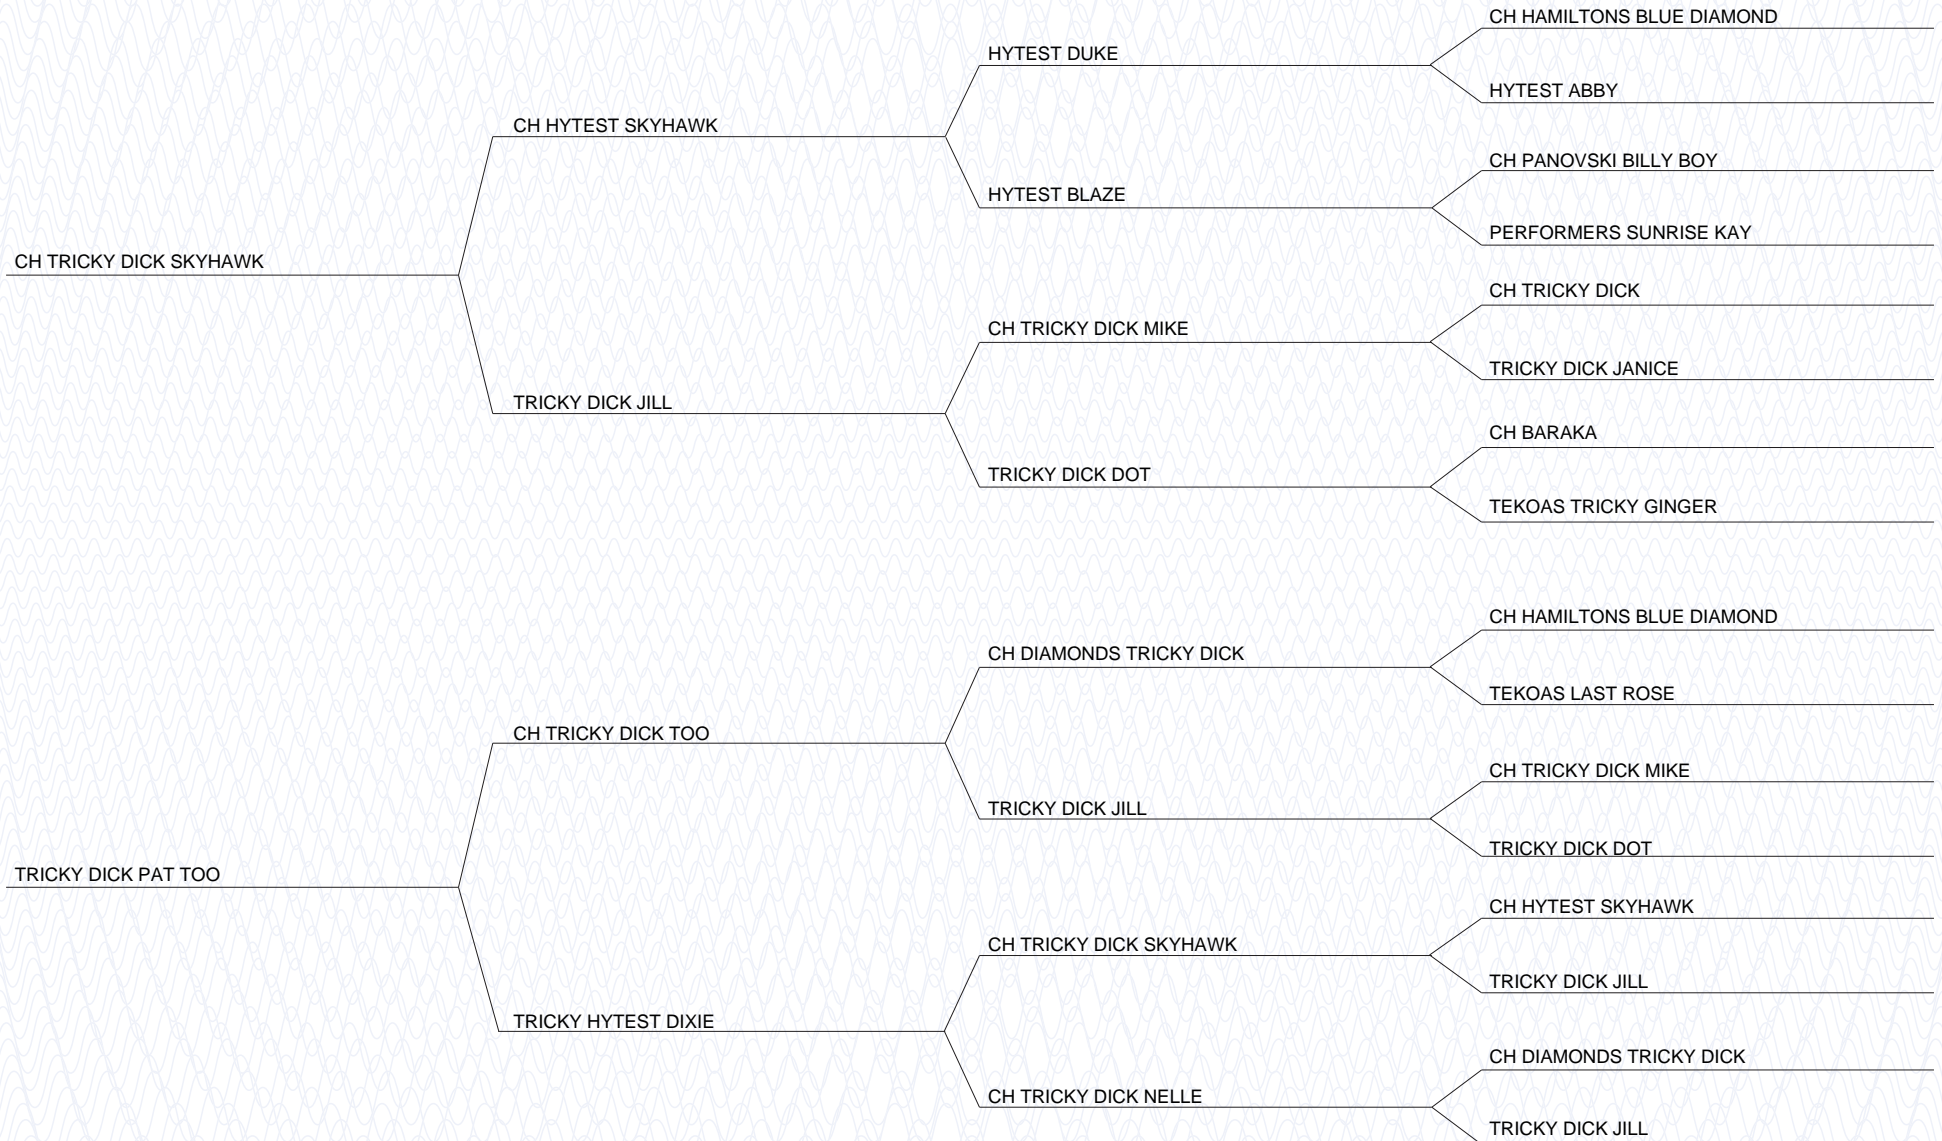 CH HAMILTONS BLUE DIAMOND
HYTEST DUKE
HYTEST ABBY
CH HYTEST SKYHAWK
CH PANOVSKI BILLY BOY
HYTEST BLAZE
PERFORMERS SUNRISE KAY
CH TRICKY DICK SKYHAWK
CH TRICKY DICK
CH TRICKY DICK MIKE
TRICKY DICK JANICE
TRICKY DICK JILL
CH BARAKA
TRICKY DICK DOT
TEKOAS TRICKY GINGER
CH HAMILTONS BLUE DIAMOND
CH DIAMONDS TRICKY DICK
TEKOAS LAST ROSE
CH TRICKY DICK TOO
CH TRICKY DICK MIKE
TRICKY DICK JILL
TRICKY DICK DOT
TRICKY DICK PAT TOO
CH HYTEST SKYHAWK
CH TRICKY DICK SKYHAWK
TRICKY DICK JILL
TRICKY HYTEST DIXIE
CH DIAMONDS TRICKY DICK
CH TRICKY DICK NELLE
TRICKY DICK JILL